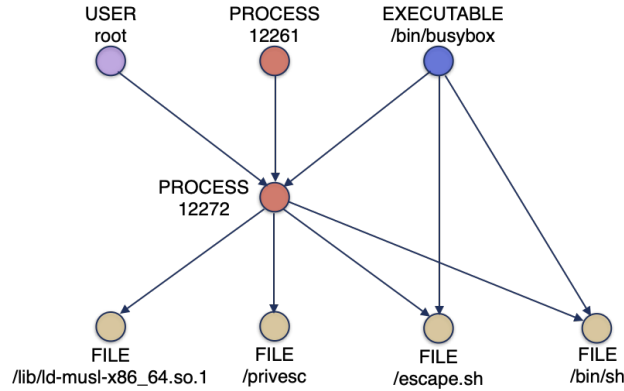 USER
root
PROCESS
12261
EXECUTABLE
/bin/busybox
PROCESS
12272
FILE
/lib/ld-musl-x86_64.so.1
FILE
/privesc
FILE
/escape.sh
FILE
/bin/sh